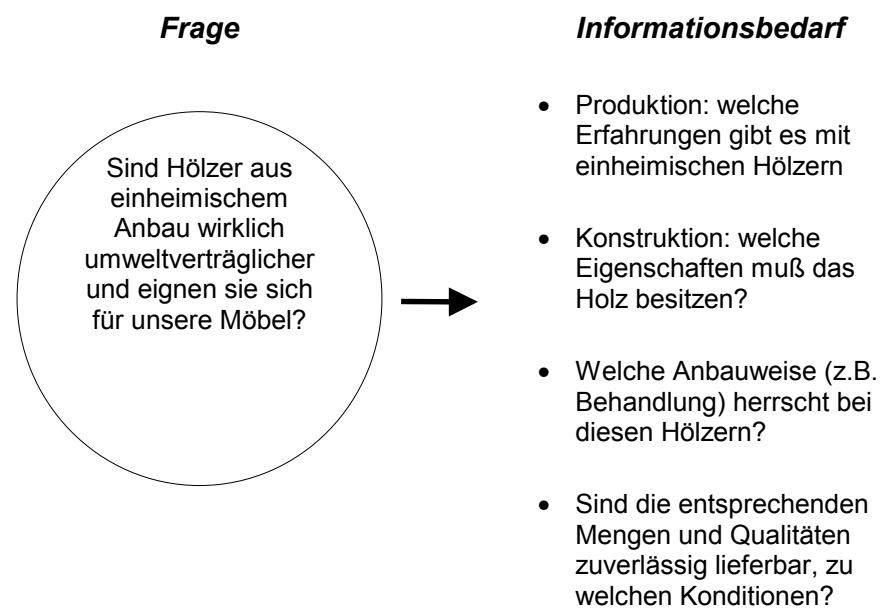 Frage
Sind Hölzer aus
einheimischem
Anbau wirklich
umweltverträglicher
und eignen sie sich
für unsere Möbel?
Informationsbedarf
• Produktion: welche
Erfahrungen gibt es mit
einheimischen Hölzern
• Konstruktion: welche
Eigenschaften muß das
Holz besitzen?
• Welche Anbauweise (z.B.
Behandlung) herrscht bei
diesen Hölzern?
• Sind die entsprechenden
Mengen und Qualitäten
zuverlässig lieferbar, zu
welchen Konditionen?